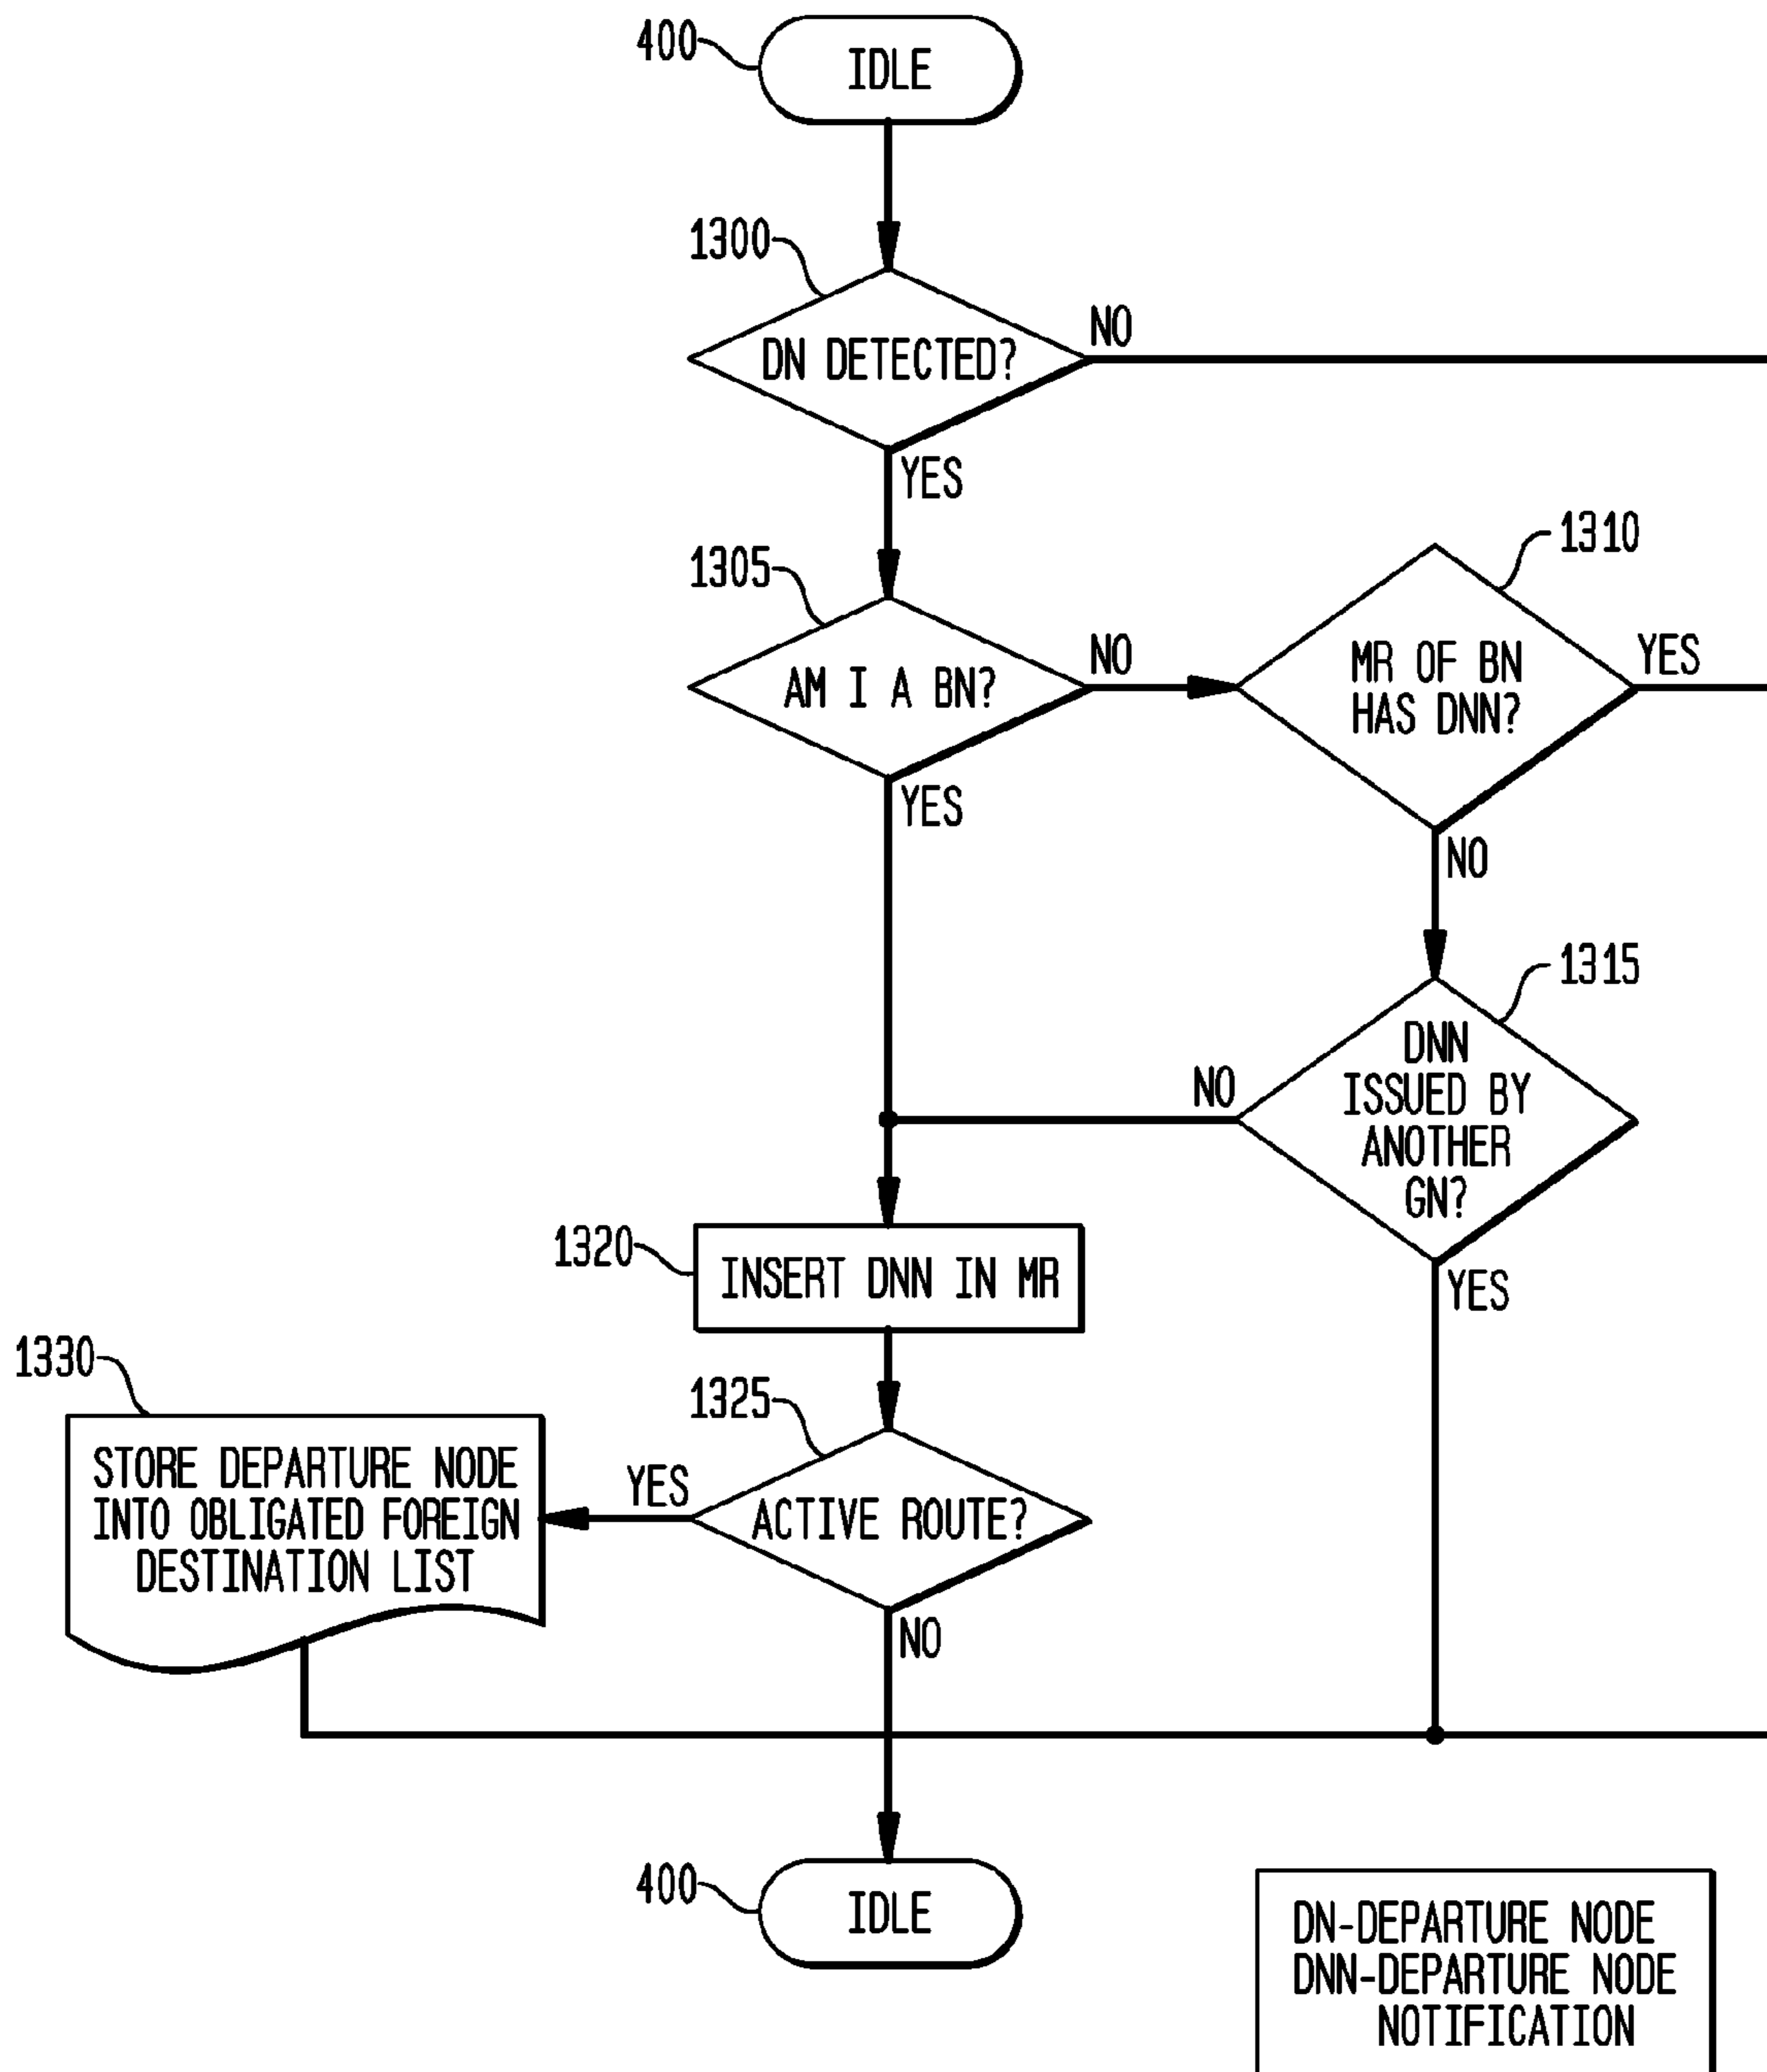 400
IDLE
1300
DN DETECTED?
NO
YES
1305
AM I A BN?
NO
YES
1310
MR OF BN
HAS DNN?
YES
NO
1315
DNN
ISSUED BY
ANOTHER
GN?
NO
YES
1320
INSERT DNN IN MR
1330
STORE DEPARTURE NODE
INTO OBLIGATED FOREIGN
DESTINATION LIST
1325
ACTIVE ROUTE?
YES
NO
400
IDLE
DN-DEPARTURE NODE
DNN-DEPARTURE NODE
NOTIFICATION